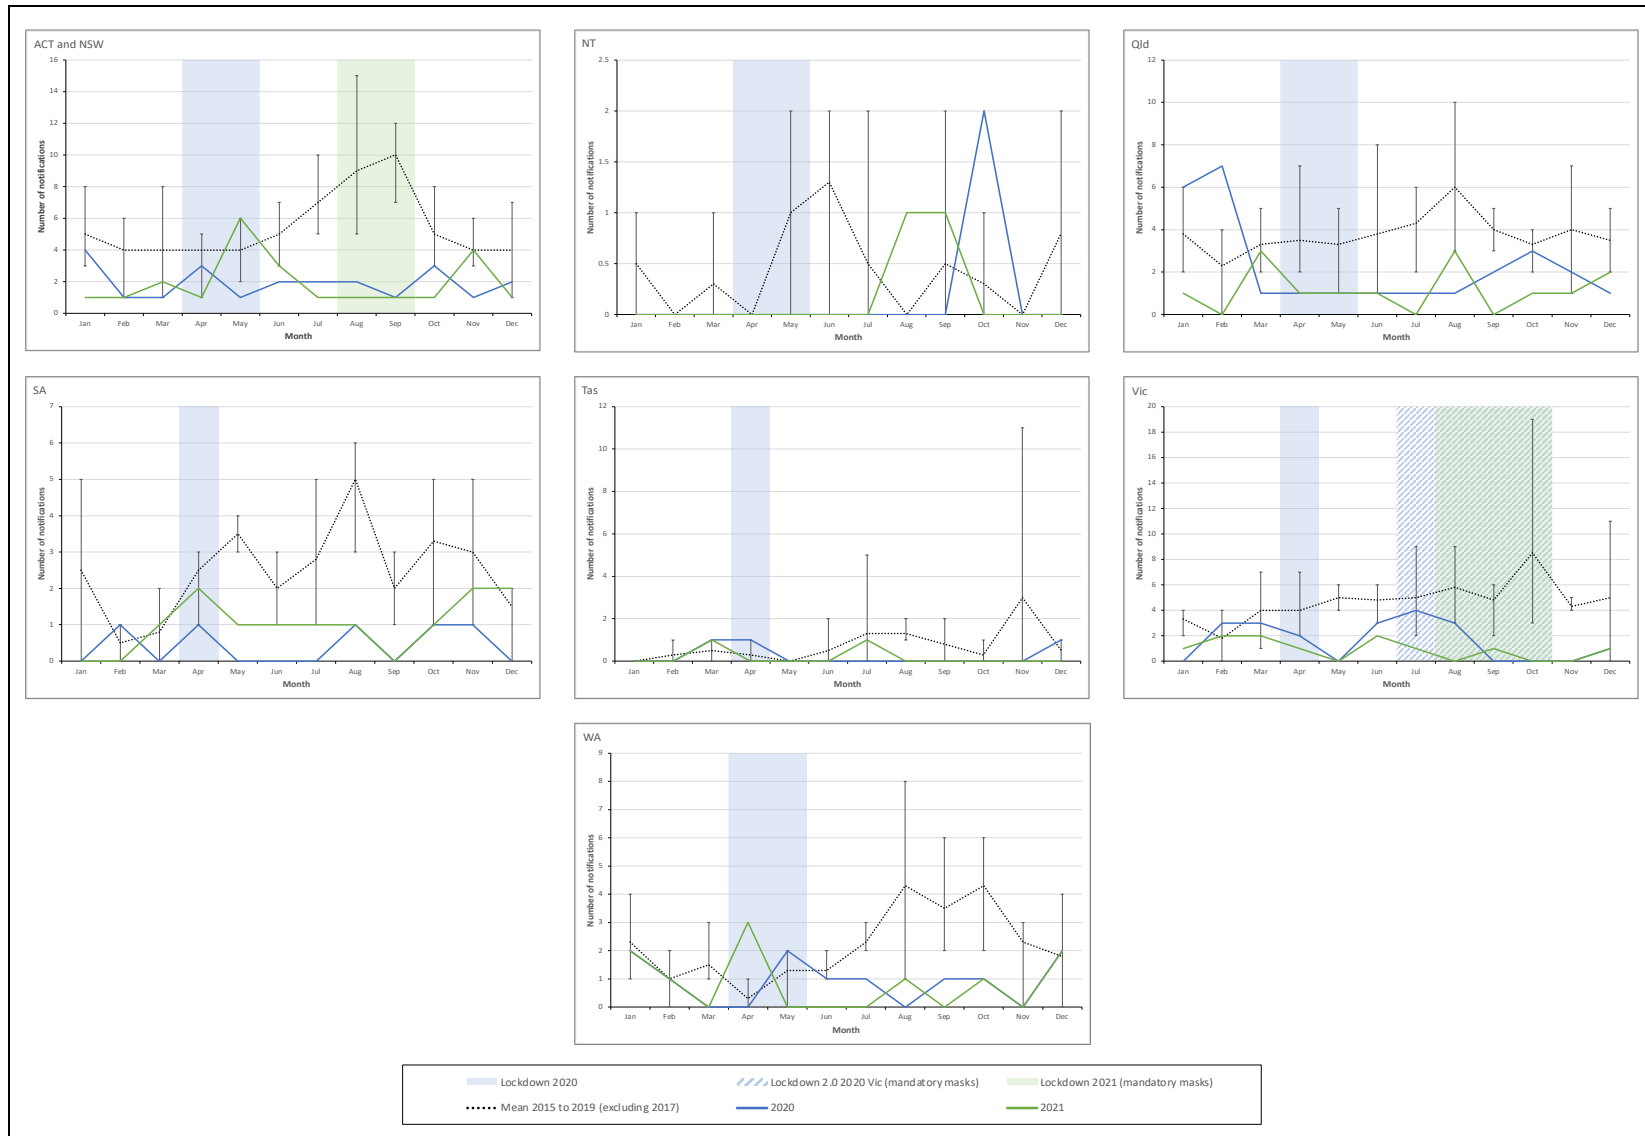 ACT and NSW
16
14
12
10
8
6
4
2
0
Number of notifications
Jan Feb Mar Apr May Jun Jul Aug Sep Oct Nov Dec
Month
NT
2.5
2
1.5
1
0.5
0
Number of notifications
Jan Feb Mar Apr May Jun Jul Aug Sep Oct Nov Dec
Month
Qld
12
10
8
6
4
2
0
Number of notifications
Jan Feb Mar Apr May Jun Jul Aug Sep Oct Nov Dec
Month
SA
7
6
5
4
3
2
1
0
Number of notifications
Jan Feb Mar Apr May Jun Jul Aug Sep Oct Nov Dec
Month
Tas
12
10
8
6
4
2
0
Number of notifications
Jan Feb Mar Apr May Jun Jul Aug Sep Oct Nov Dec
Month
Vic
20
18
16
14
12
10
8
6
4
2
0
Number of notifications
Jan Feb Mar Apr May Jun Jul Aug Sep Oct Nov Dec
Month
WA
9
8
7
6
5
4
3
2
1
0
Number of notifications
Jan Feb Mar Apr May Jun Jul Aug Sep Oct Nov Dec
Month
Lockdown 2020 Lockdown 2.0 2020 Vic (mandatory masks) Lockdown 2021 (mandatory masks)
Mean 2015 to 2019 (excluding 2017) 2020 2021